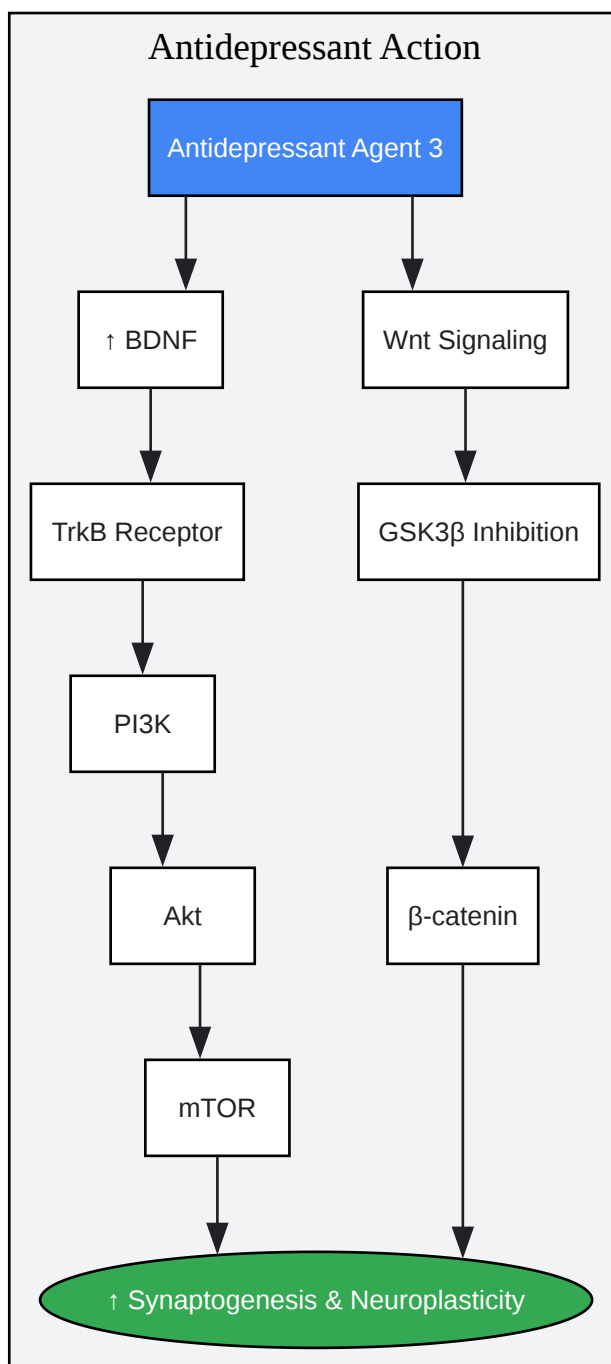 Antidepressant Action
Antidepressant Agent 3
↑ BDNF
Wnt Signaling
TrkB Receptor
GSK3β Inhibition
PI3K
Akt
β-catenin
mTOR
↑ Synaptogenesis & Neuroplasticity